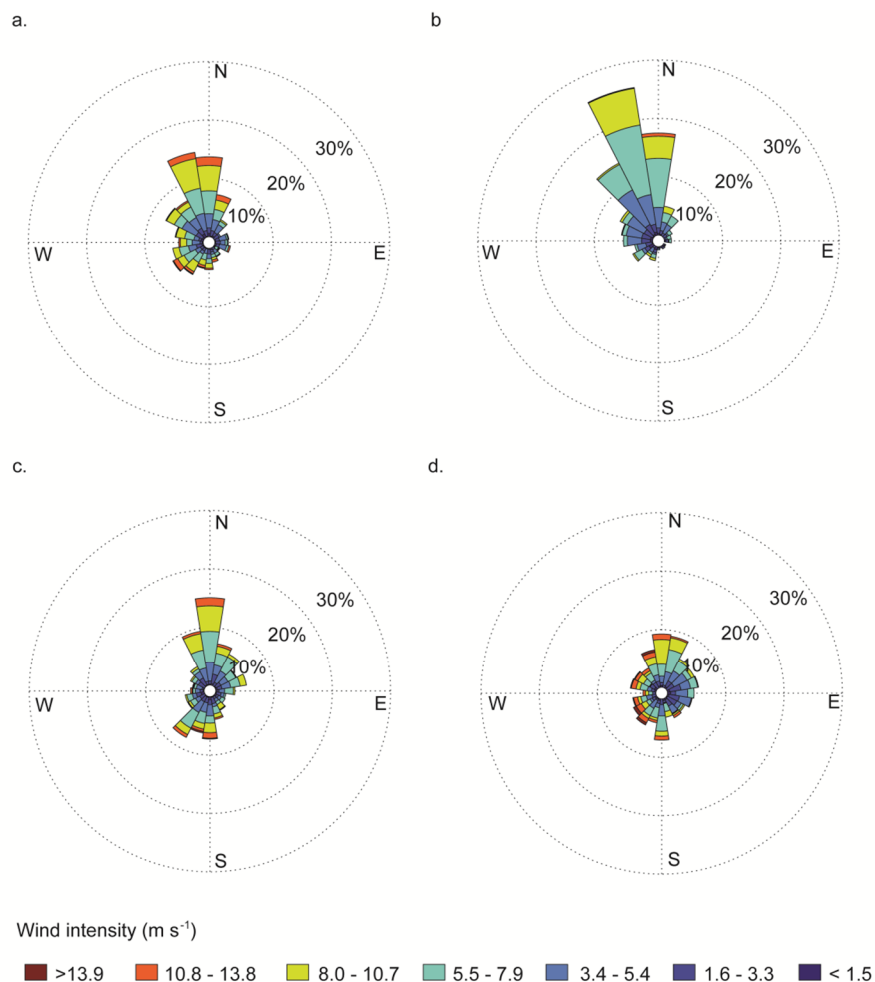 a.
b
N
N
30%
30%
20%
20%
10%
10%
W
E
W
E
S
S
c.
d.
N
N
30%
30%
20%
20%
10%
10%
W
E
W
E
S
S
Wind intensity (m s⁻¹)
>13.9 10.8 - 13.8 8.0 - 10.7 5.5 - 7.9 3.4 - 5.4 1.6 - 3.3 < 1.5